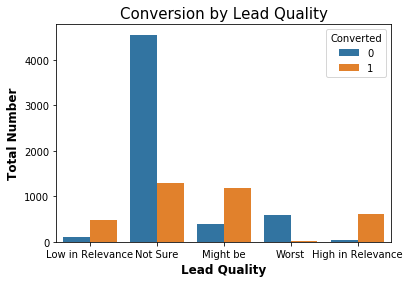 Conversion by Lead Quality
Converted
0
1
4000
3000
2000
1000
0
Total Number
Low in Relevance Not Sure Might be Worst High in Relevance
Lead Quality